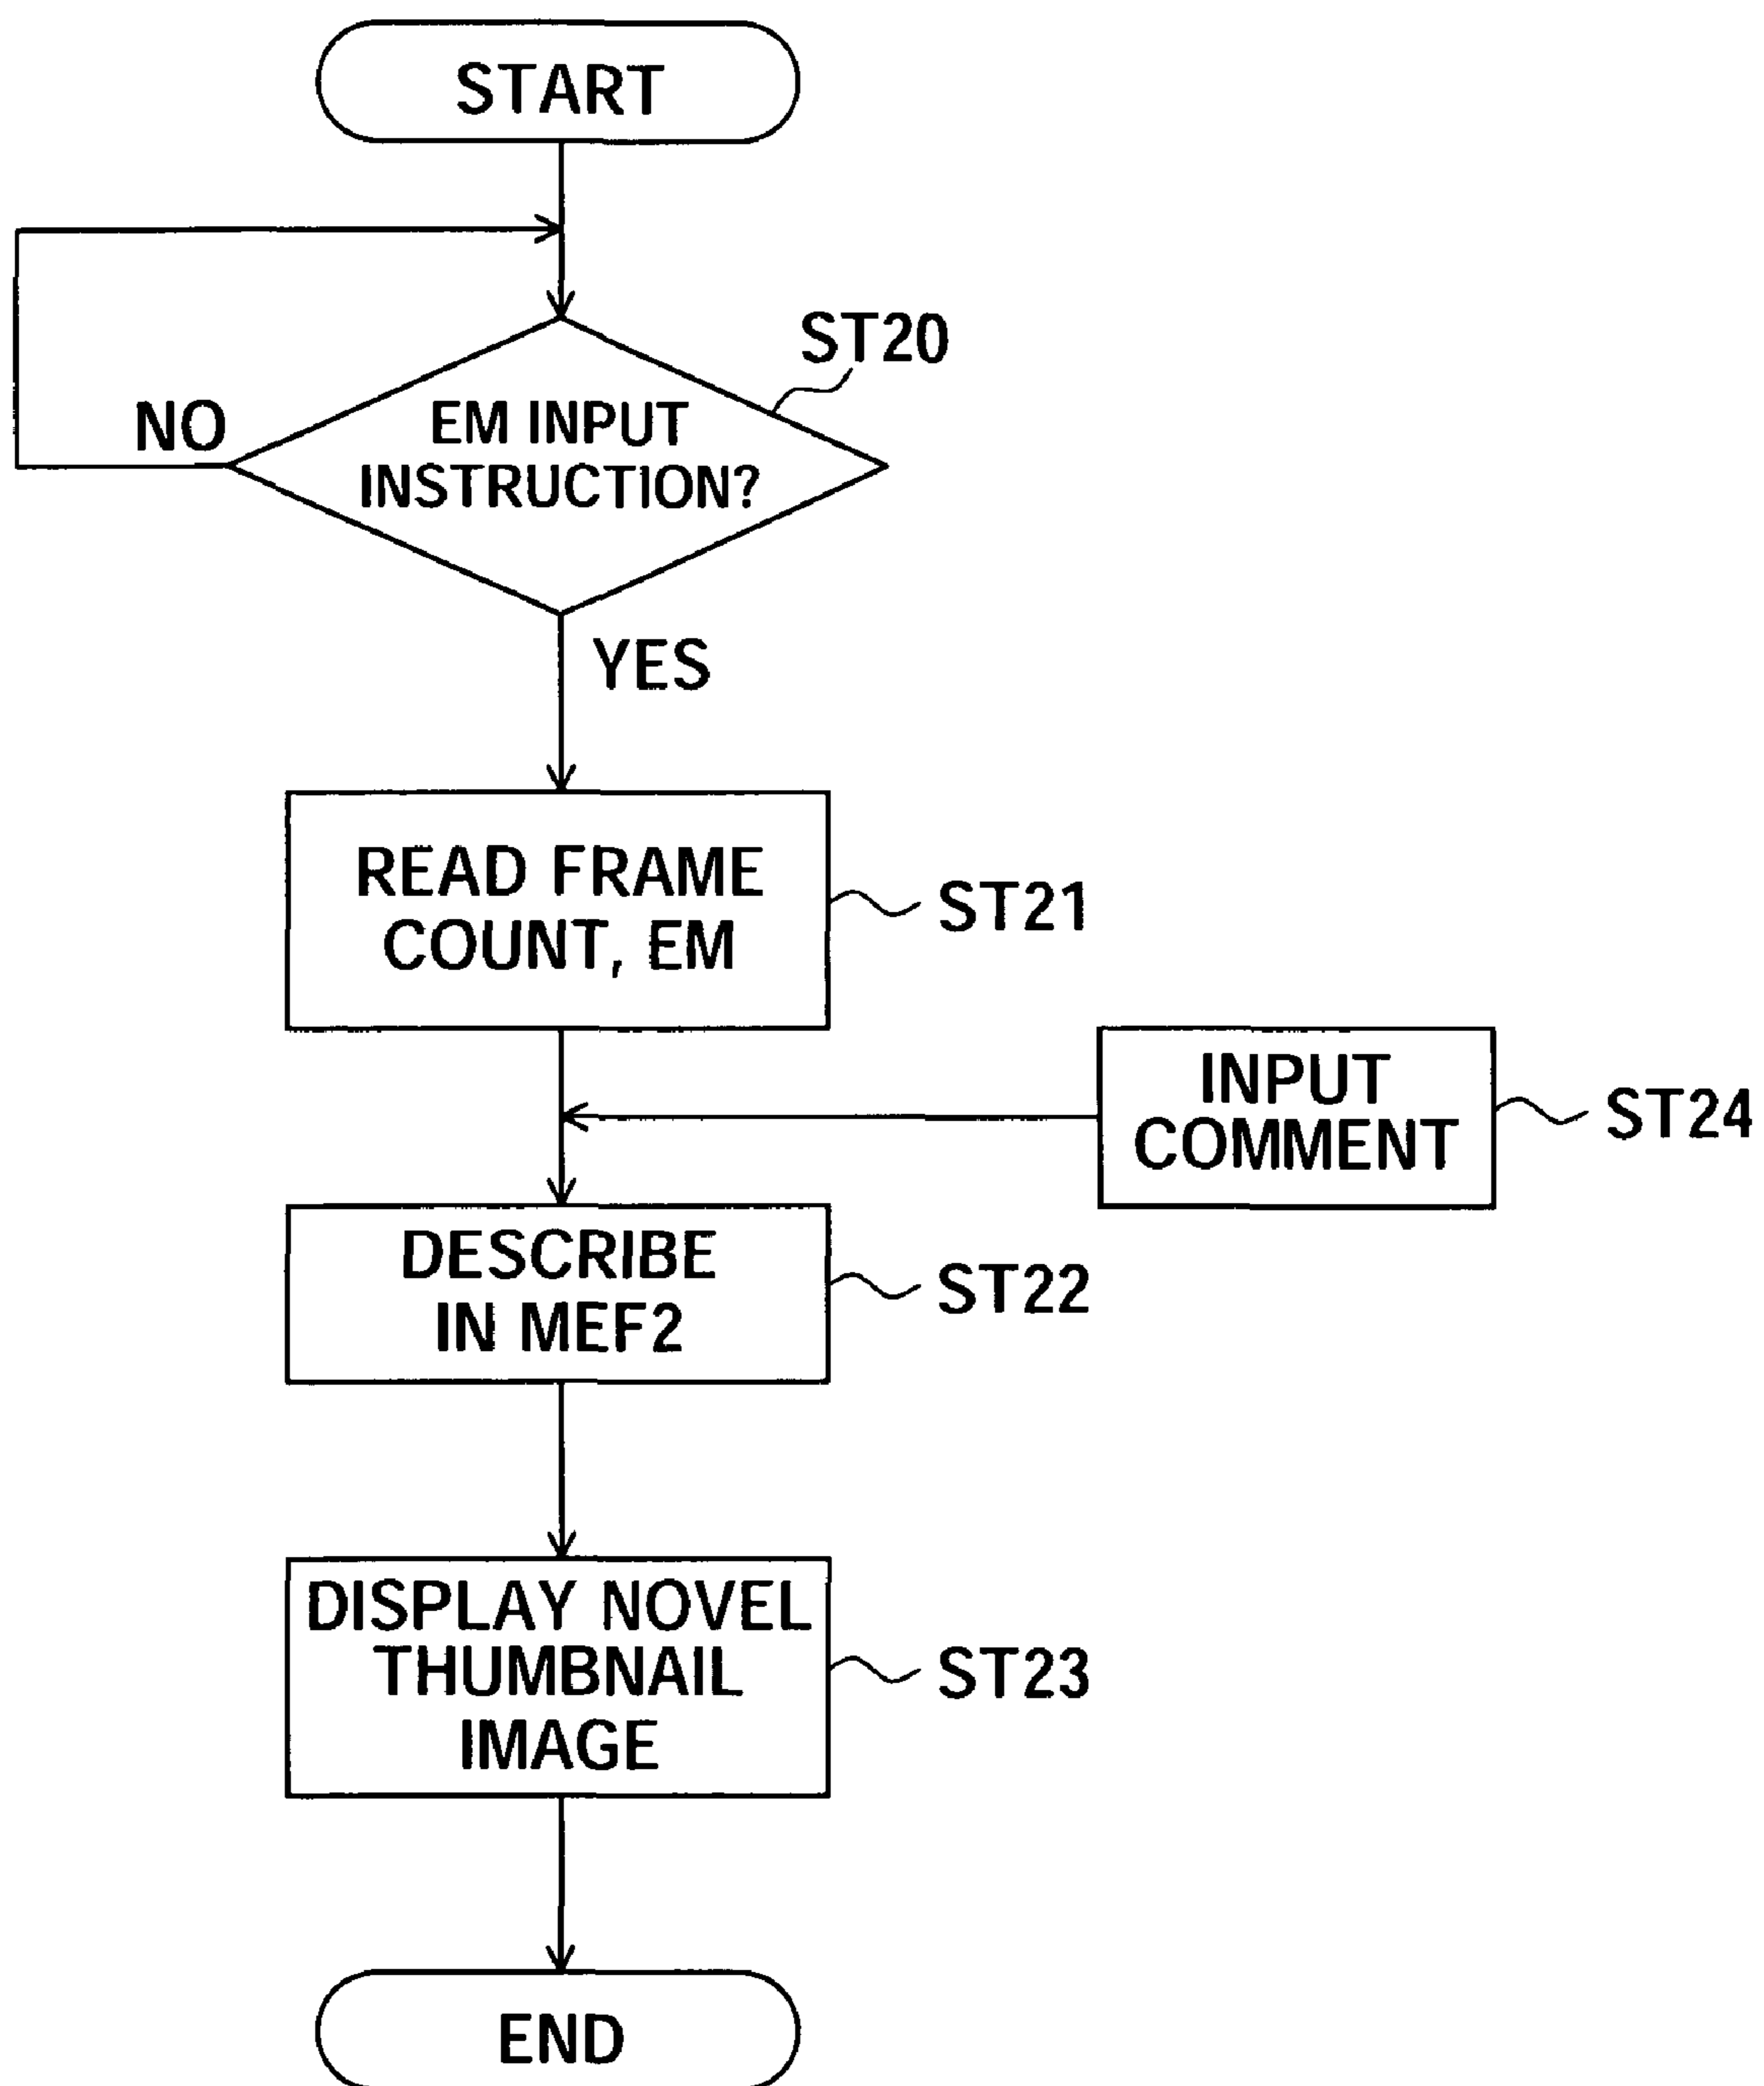 START
ST20
NO
EM INPUT
INSTRUCTION?
YES
READ FRAME
COUNT, EM
ST21
INPUT
COMMENT
ST24
DESCRIBE
IN MEF2
ST22
DISPLAY NOVEL
THUMBNAIL
IMAGE
ST23
END